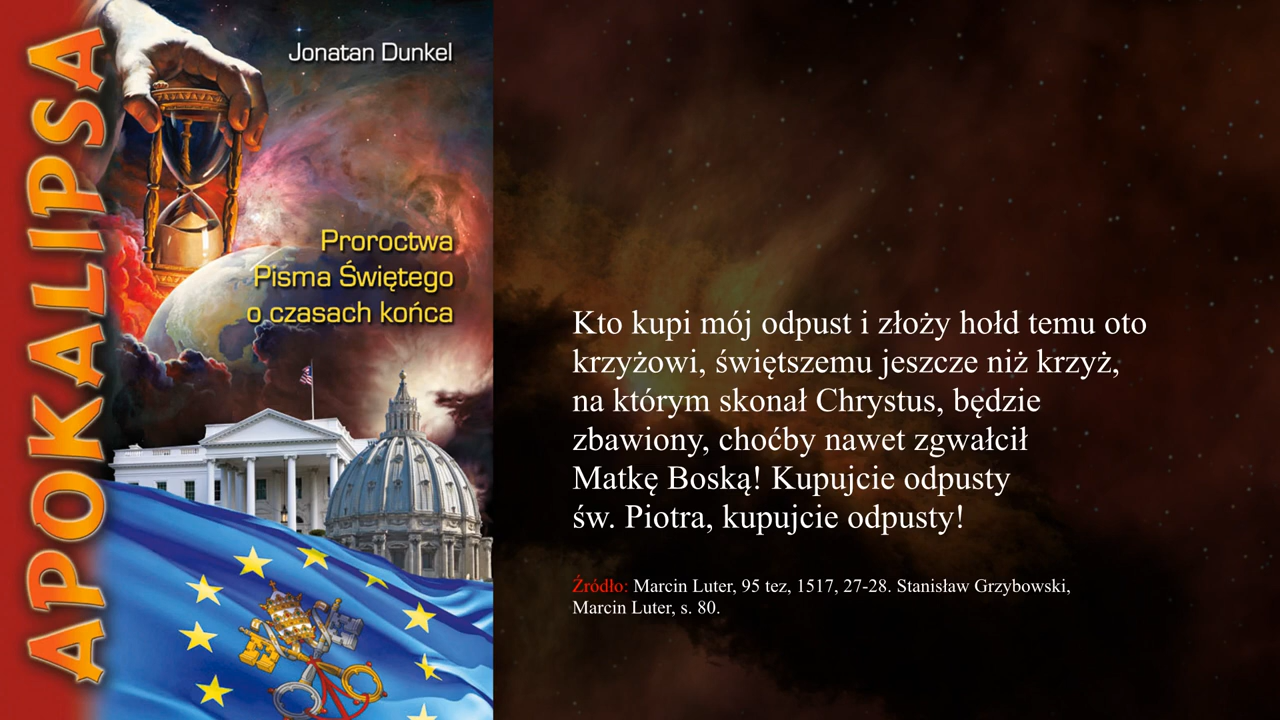 APOKALIPSA
Jonatan Dunkel
Proroctwa
Pisma Świętego
o czasach końca
Kto kupi mój odpust i złoży hołd temu oto
krzyżowi, świętszemu jeszcze niż krzyż,
na którym skonał Chrystus, będzie
zbawiony, choćby nawet zgwałcił
Matkę Boską! Kupujcie odpusty
św. Piotra, kupujcie odpusty!
Źródło: Marcin Luter, 95 tez, 1517, 27-28. Stanisław Grzybowski,
Marcin Luter, s. 80.